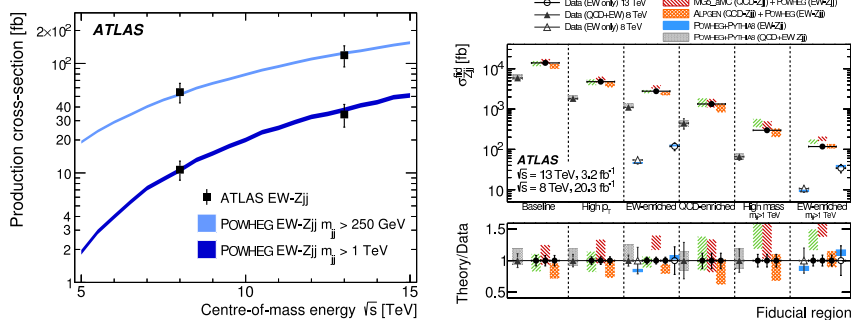 Production cross-section [fb]
2×10²
10²
40
30
20
10
4
3
2
1
ATLAS
ATLAS EW-Zjj
POWHEG EW-Zjj m_jj > 250 GeV
POWHEG EW-Zjj m_jj > 1 TeV
5
10
15
Centre-of-mass energy √s [TeV]
Data (EW only) 13 TeV
Data (QCD+EW) 8 TeV
Data (EW only) 8 TeV
MG5_aMC (QCD-Zjj) + POWHEG (EW-Zjj)
ALPGEN (QCD-Zjj) + POWHEG (EW-Zjj)
POWHEG+PYTHIA8 (EW-Zjj)
POWHEG+PYTHIA8 (QCD+EW Zjj)
σ^fid_Zjj [fb]
10⁴
10³
10²
10
ATLAS
√s = 13 TeV, 3.2 fb⁻¹
√s = 8 TeV, 20.3 fb⁻¹
Baseline
High p_T
EW-enriched
QCD-enriched
High mass
m_jj>1 TeV
EW-enriched
m_jj>1 TeV
Theory/Data
1.5
1
0.5
Fiducial region